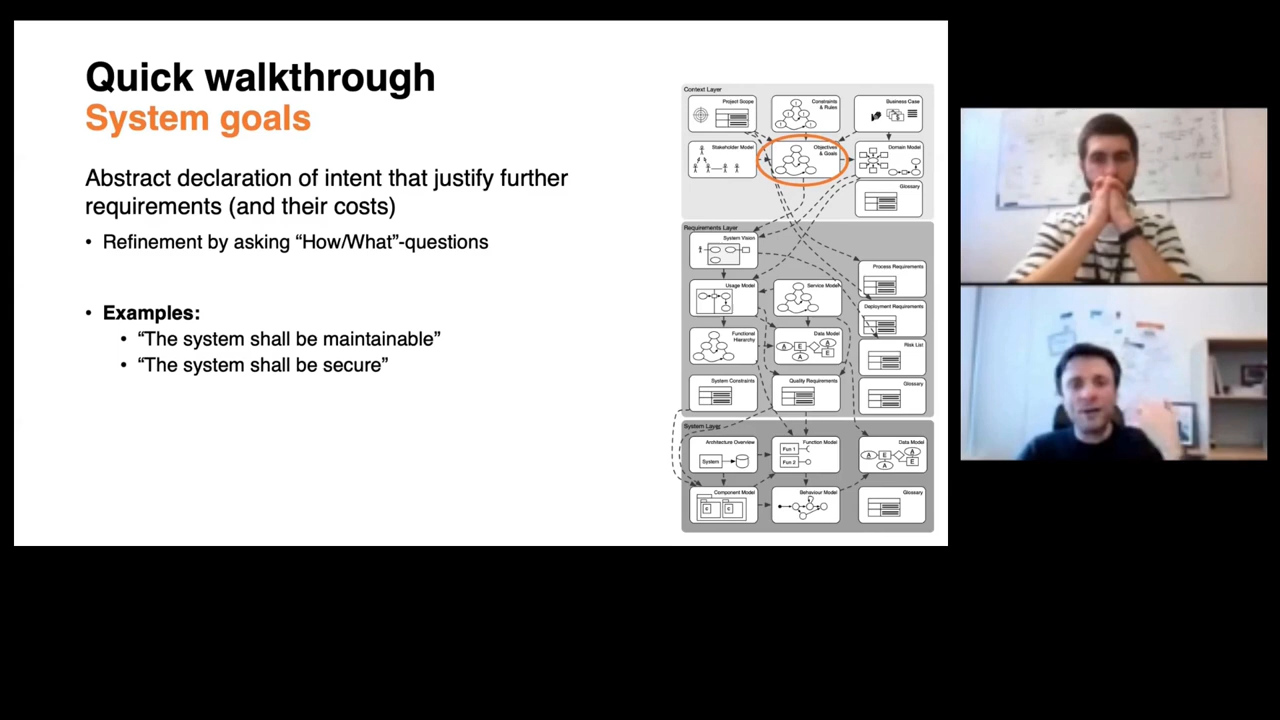 Quick walkthrough
System goals
Abstract declaration of intent that justify further
requirements (and their costs)
• Refinement by asking “How/What”-questions
• Examples:
• “The system shall be maintainable”
• “The system shall be secure”
Context Layer
Project Scope
Constraints
& Rules
Business Case
Stakeholder Model
Objectives
& Goals
Domain Model
Glossary
Requirements Layer
System Vision
Process Requirements
Usage Model
Service Model
Deployment Requirements
Functional
Hierarchy
Data Model
A E A
A E
Risk List
System Constraints
Quality Requirements
Glossary
System Layer
Architecture Overview
System
Function Model
Fun 1
Fun 2
Data Model
A E A
A E
Component Model
C C
Behaviour Model
Glossary